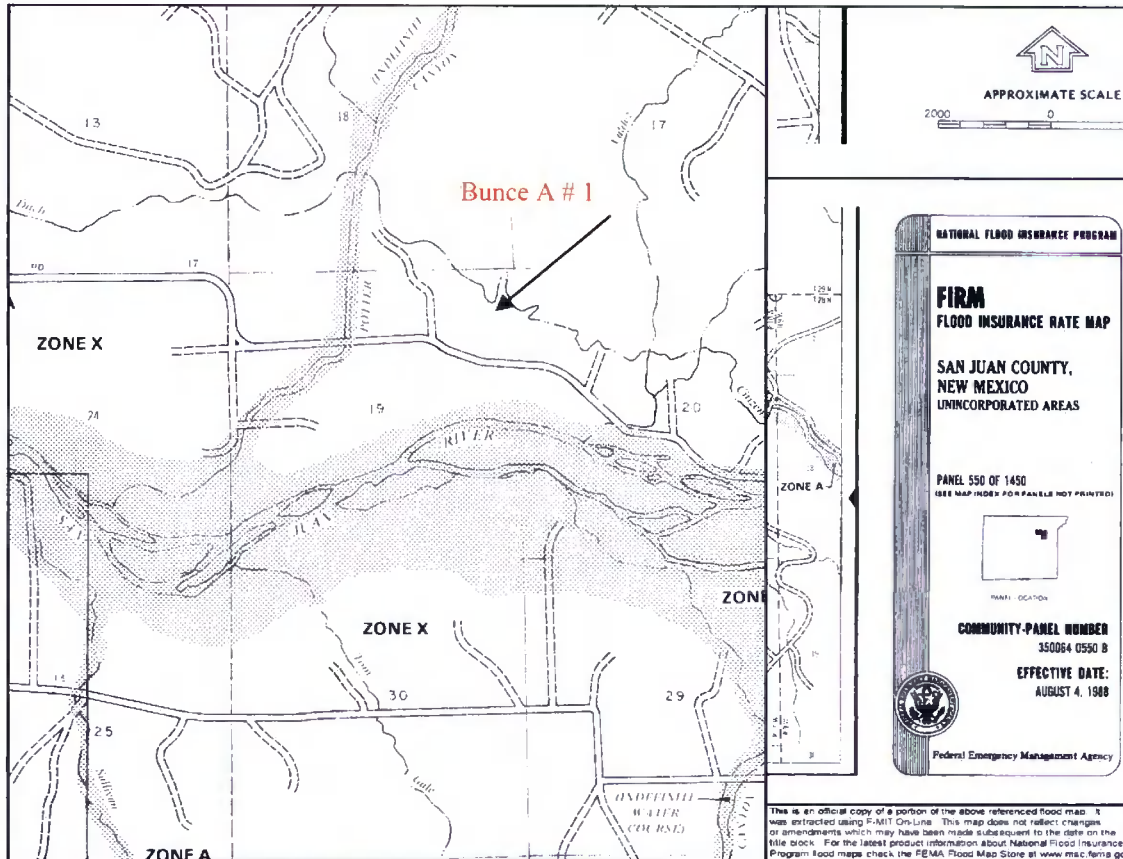 13
18
(INDEFINITE
CANYON
17
Ditch
Bunce A # 1
RD
17
POTTER
ZONE X
24
19
20
RIVER
SAN
JUAN
ZONE X
30
29
25
Gale
(INDEFINITE
WATER
COURSE)
CANYON
ZONE A
ZONE A
N
APPROXIMATE SCALE
2000 0
NATIONAL FLOOD INSURANCE PROGRAM
FIRM
FLOOD INSURANCE RATE MAP
SAN JUAN COUNTY,
NEW MEXICO
UNINCORPORATED AREAS
PANEL 550 OF 1450
(SEE MAP INDEX FOR PANELS NOT PRINTED)
PANEL LOCATION
COMMUNITY-PANEL NUMBER
350064 0550 B
EFFECTIVE DATE:
AUGUST 4, 1988
Federal Emergency Management Agency
This is an official copy of a portion of the above referenced flood map. It
was extracted using F-MIT On-Line. This map does not reflect changes
or amendments which may have been made subsequent to the date on the
title block. For the latest product information about National Flood Insurance
Program flood maps check the FEMA Flood Map Store at www.msc.fema.go